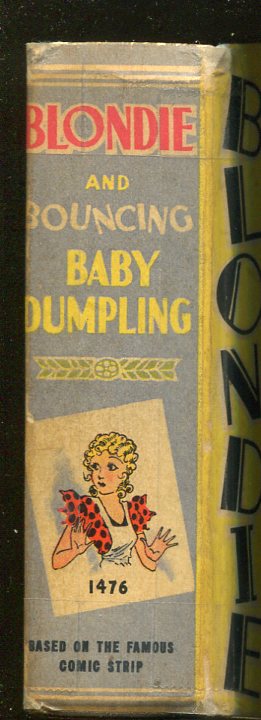 BLONDIE
AND
BOUNCING
BABY
DUMPLING
1476
BASED ON THE FAMOUS
COMIC STRIP
BLONDIE